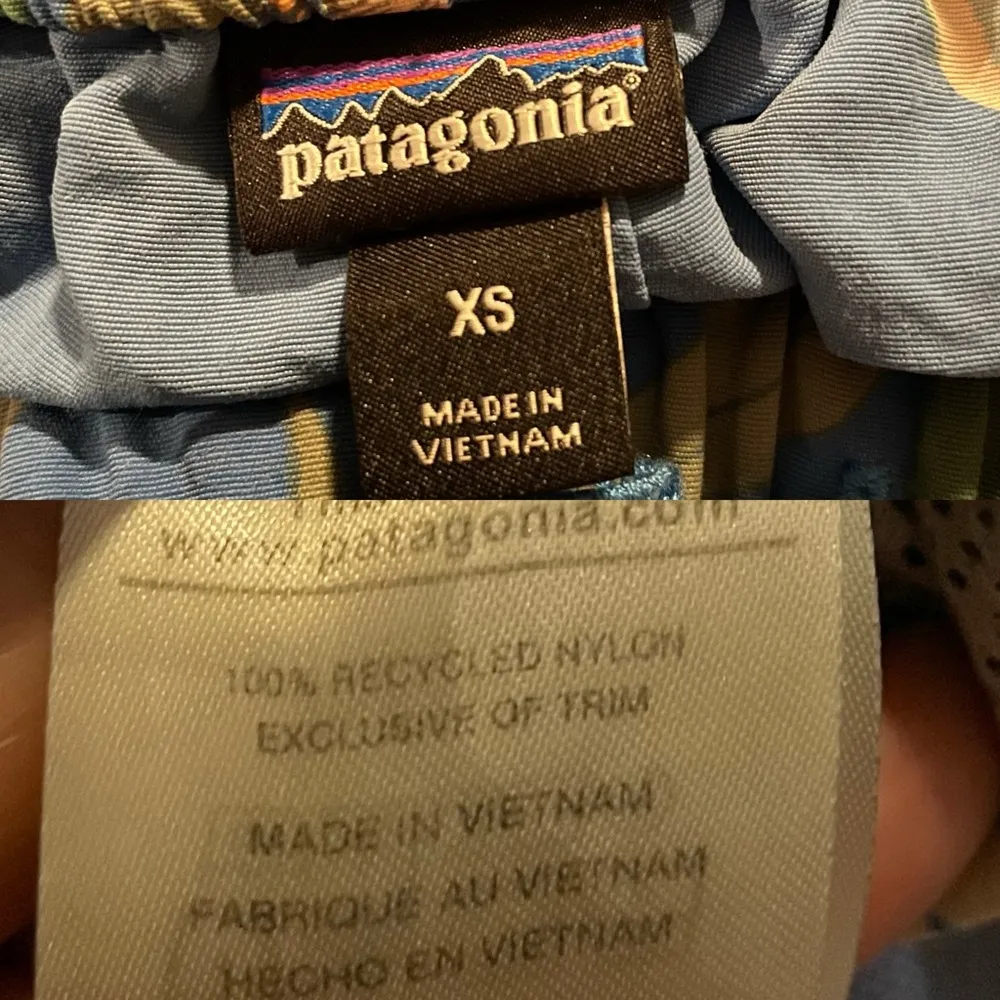 patagonia®
XS
MADE IN
VIETNAM
www.patagonia.com
100% RECYCLED NYLON
EXCLUSIVE OF TRIM
MADE IN VIETNAM
FABRIQUE AU VIETNAM
HECHO EN VIETNAM